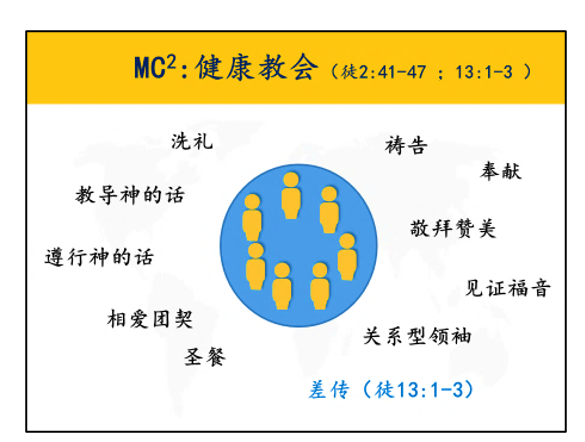 MC²:健康教会（徒2:41-47 ；13:1-3 ）
洗礼
祷告
奉献
教导神的话
敬拜赞美
遵行神的话
见证福音
相爱团契
关系型领袖
圣餐
差传（徒13:1-3）